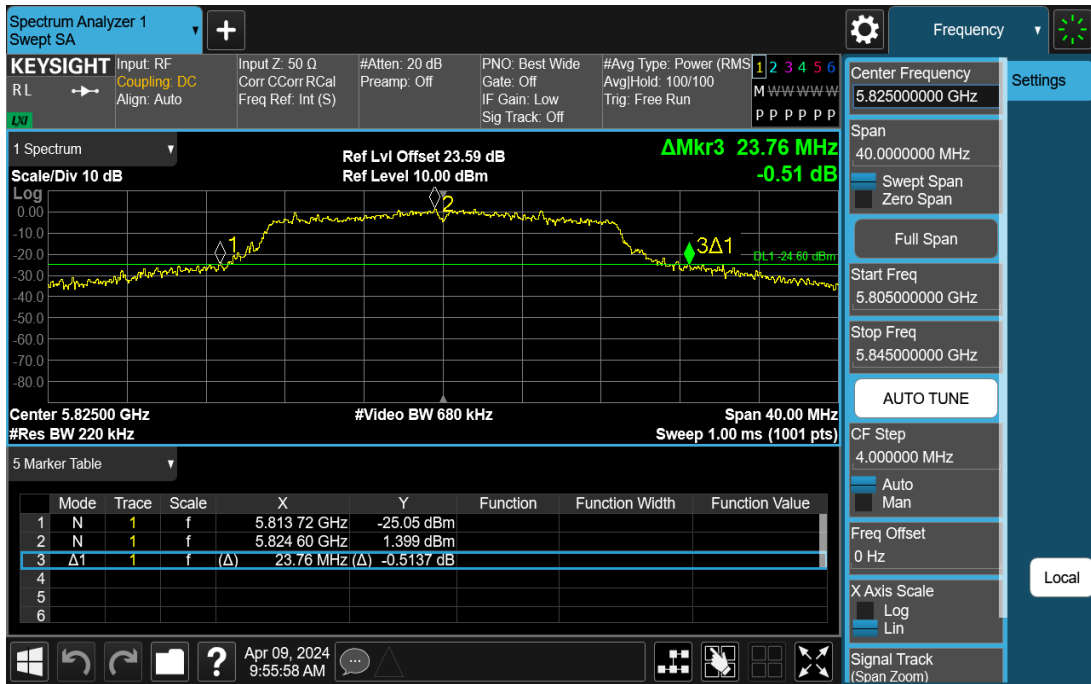 Spectrum Analyzer 1
Swept SA
+
Frequency
KEYSIGHT
RL
LXI
Input: RF
Coupling: DC
Align: Auto
Input Z: 50 Ω
Corr CCorr RCal
Freq Ref: Int (S)
#Atten: 20 dB
Preamp: Off
PNO: Best Wide
Gate: Off
IF Gain: Low
Sig Track: Off
#Avg Type: Power (RMS
Avg|Hold: 100/100
Trig: Free Run
1 2 3 4 5 6
M W W W W W
P P P P P P
1 Spectrum
Scale/Div 10 dB
Ref Lvl Offset 23.59 dB
Ref Level 10.00 dBm
ΔMkr3 23.76 MHz
-0.51 dB
Log
0.00
-10.0
-20.0
-30.0
-40.0
-50.0
-60.0
-70.0
-80.0
1
2
3Δ1
DL1 -24.60 dBm
Center 5.82500 GHz
#Video BW 680 kHz
Span 40.00 MHz
#Res BW 220 kHz
Sweep 1.00 ms (1001 pts)
5 Marker Table
Mode Trace Scale X Y Function Function Width Function Value
1 N 1 f 5.813 72 GHz -25.05 dBm
2 N 1 f 5.824 60 GHz 1.399 dBm
3 Δ1 1 f (Δ) 23.76 MHz (Δ) -0.5137 dB
4
5
6
?
Apr 09, 2024
9:55:58 AM
Center Frequency
5.825000000 GHz
Span
40.0000000 MHz
Swept Span
Zero Span
Full Span
Start Freq
5.805000000 GHz
Stop Freq
5.845000000 GHz
AUTO TUNE
CF Step
4.000000 MHz
Auto
Man
Freq Offset
0 Hz
X Axis Scale
Log
Lin
Signal Track
(Span Zoom)
Settings
Local